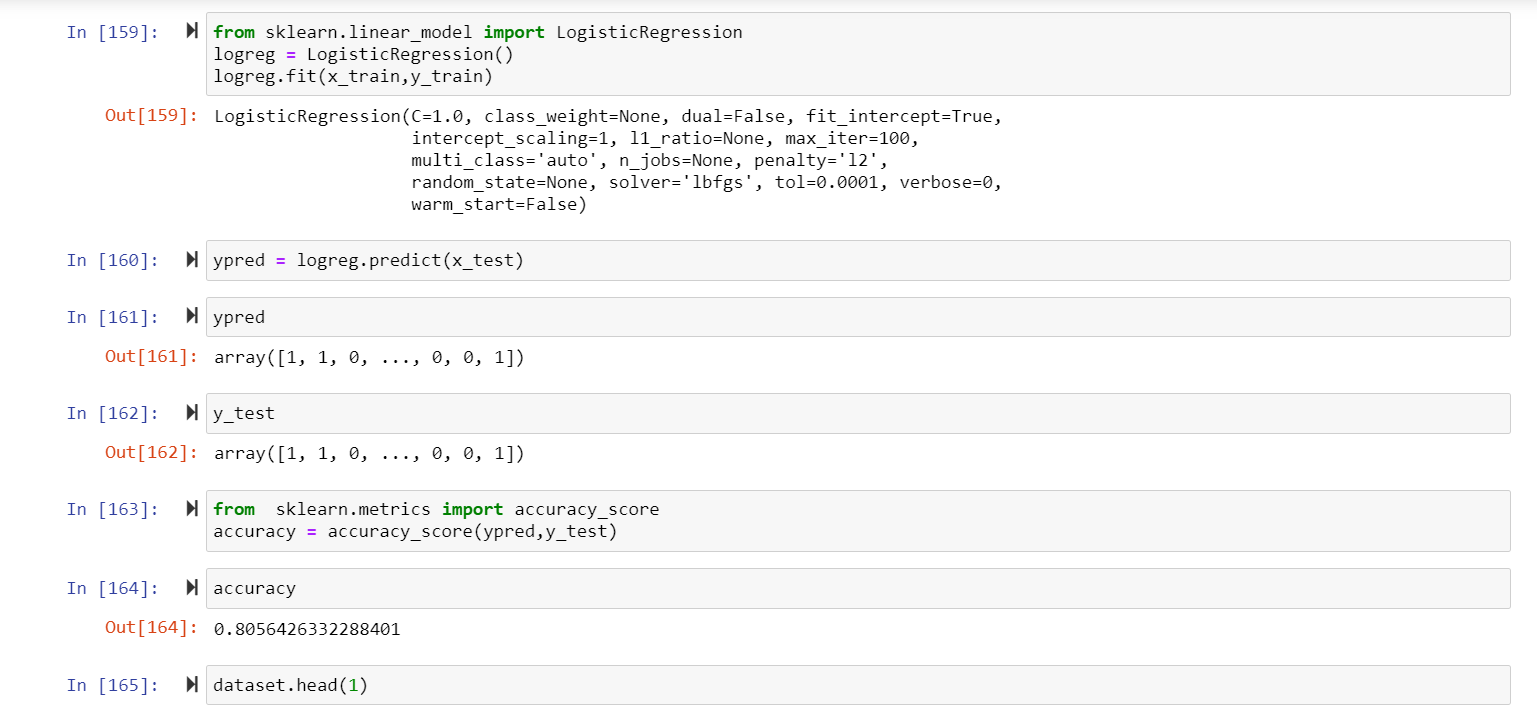 In [159]: from sklearn.linear_model import LogisticRegression
logreg = LogisticRegression()
logreg.fit(x_train,y_train)
Out[159]: LogisticRegression(C=1.0, class_weight=None, dual=False, fit_intercept=True,
intercept_scaling=1, l1_ratio=None, max_iter=100,
multi_class='auto', n_jobs=None, penalty='l2',
random_state=None, solver='lbfgs', tol=0.0001, verbose=0,
warm_start=False)
In [160]: ypred = logreg.predict(x_test)
In [161]: ypred
Out[161]: array([1, 1, 0, ..., 0, 0, 1])
In [162]: y_test
Out[162]: array([1, 1, 0, ..., 0, 0, 1])
In [163]: from  sklearn.metrics import accuracy_score
accuracy = accuracy_score(ypred,y_test)
In [164]: accuracy
Out[164]: 0.8056426332288401
In [165]: dataset.head(1)